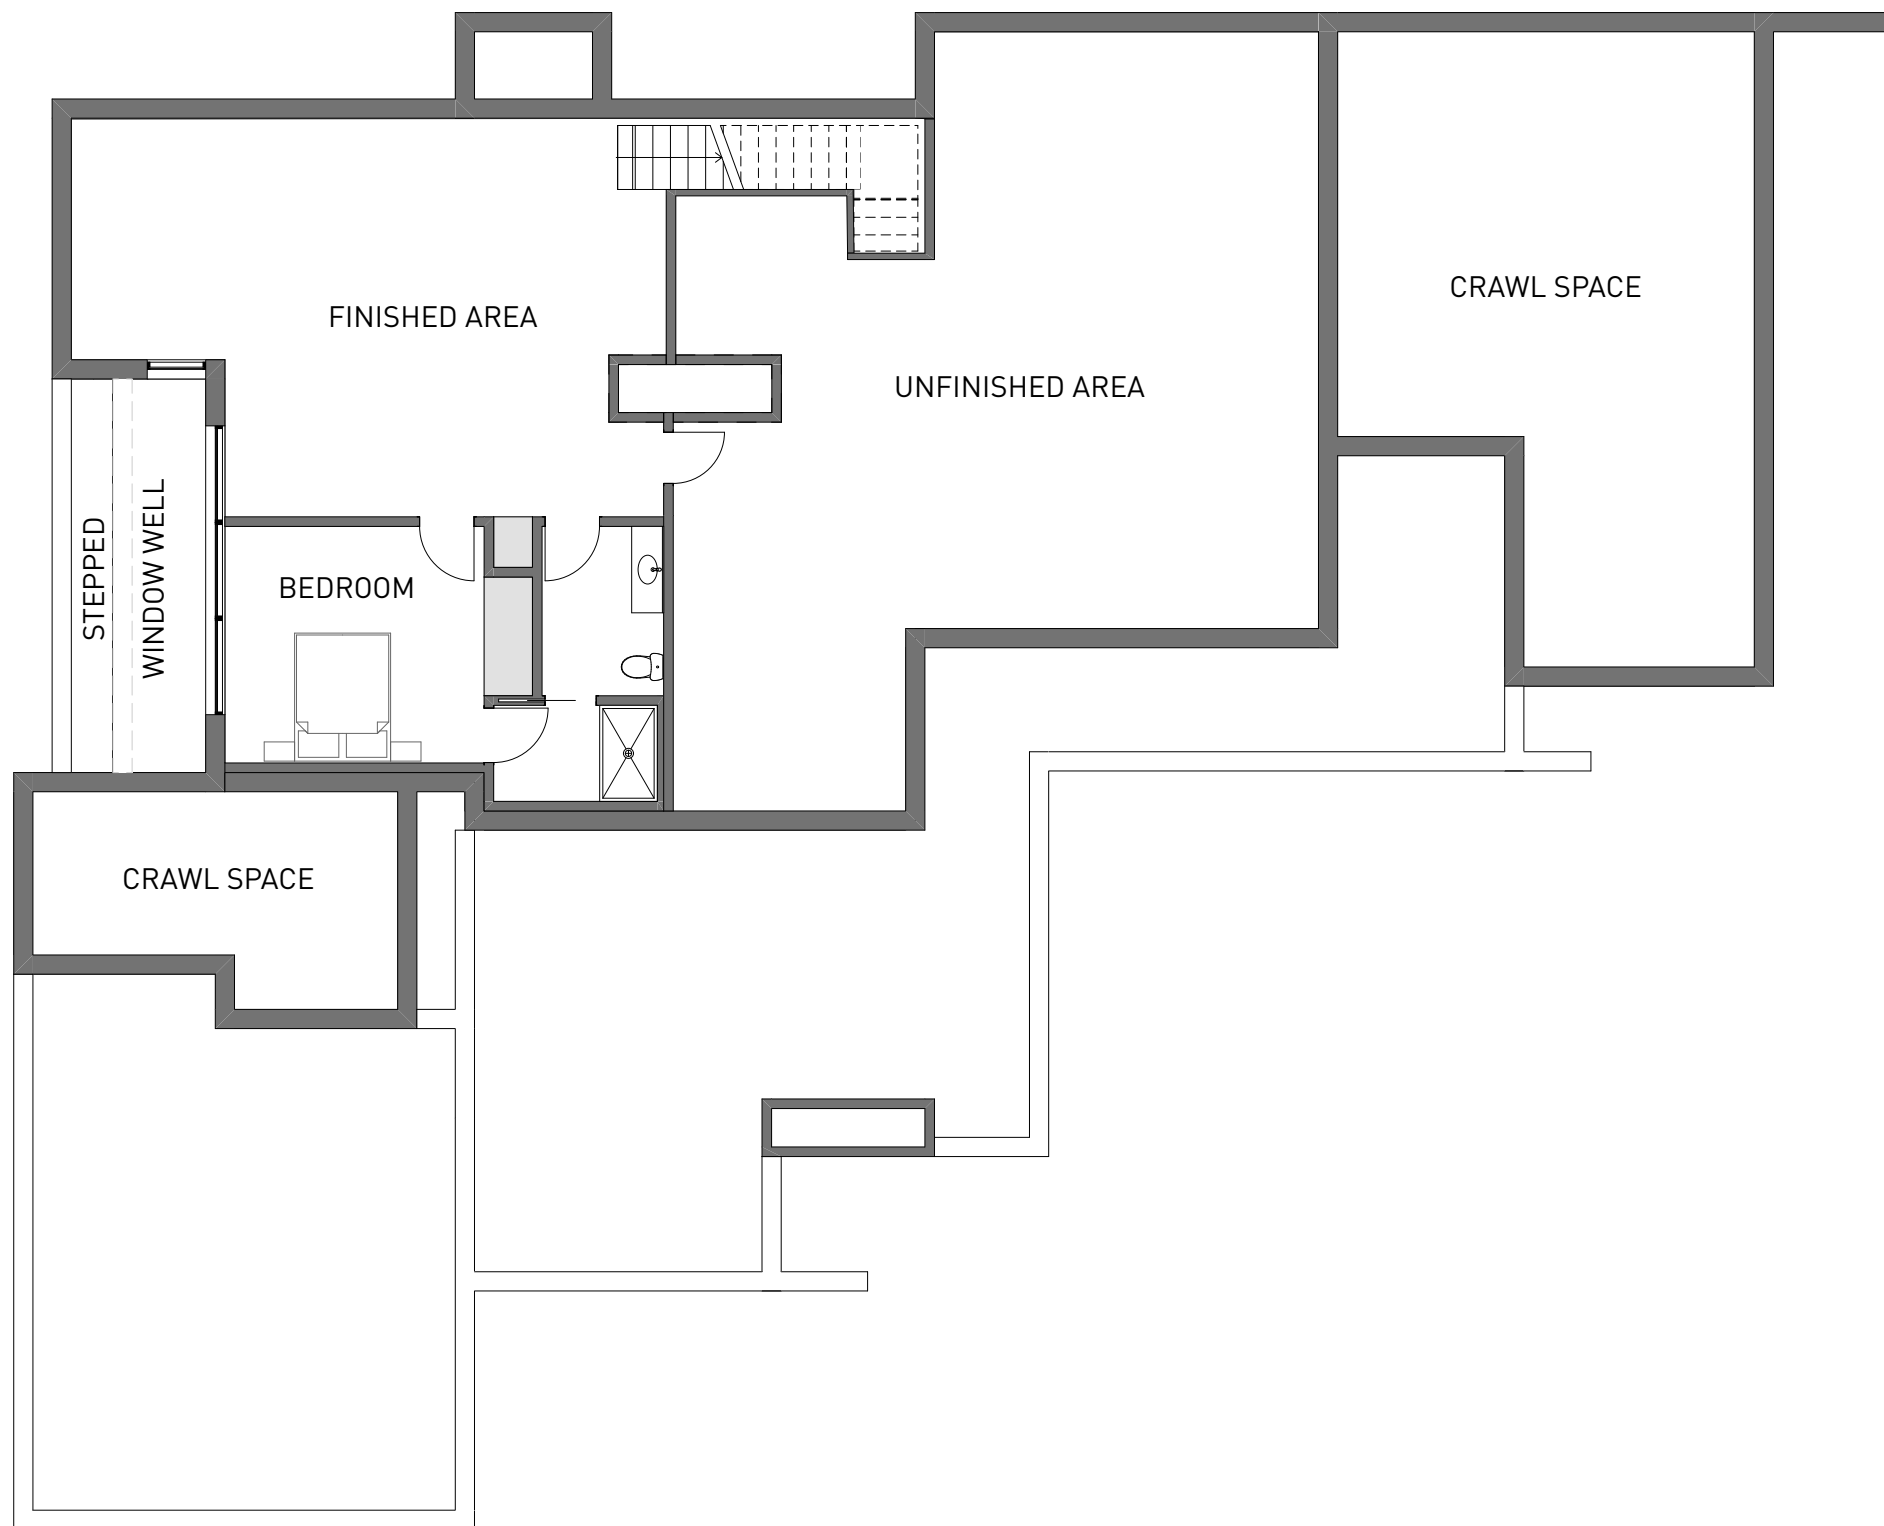 CRAWL SPACE
FINISHED AREA
UNFINISHED AREA
STEPPED
WINDOW WELL
BEDROOM
CRAWL SPACE